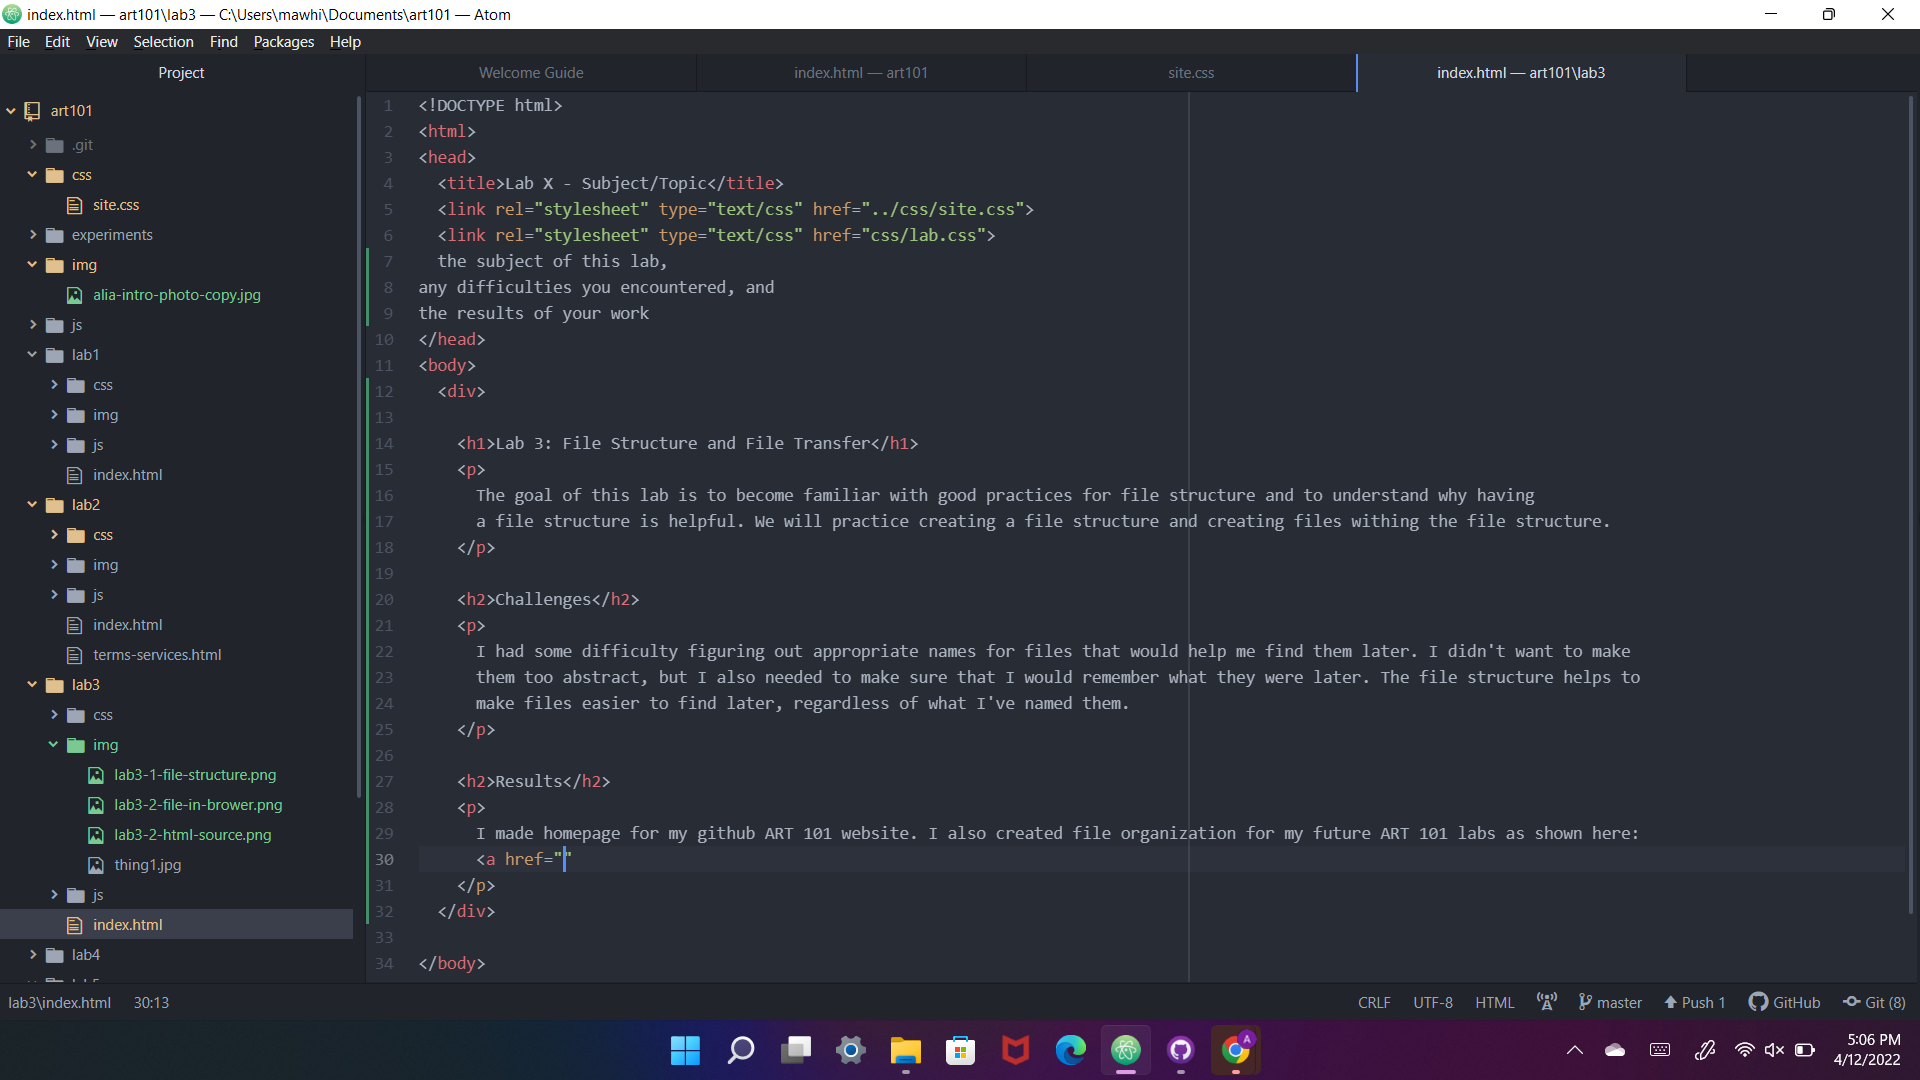 index.html — art101\lab3 — C:\Users\mawhi\Documents\art101 — Atom
File Edit View Selection Find Packages Help
Project
Welcome Guide
index.html — art101
site.css
index.html — art101\lab3
art101
.git
css
site.css
experiments
img
alia-intro-photo-copy.jpg
js
lab1
css
img
js
index.html
lab2
css
img
js
index.html
terms-services.html
lab3
css
img
lab3-1-file-structure.png
lab3-2-file-in-brower.png
lab3-2-html-source.png
thing1.jpg
js
index.html
lab4
1 <!DOCTYPE html>
2 <html>
3 <head>
4 <title>Lab X - Subject/Topic</title>
5 <link rel="stylesheet" type="text/css" href="../css/site.css">
6 <link rel="stylesheet" type="text/css" href="css/lab.css">
7 the subject of this lab,
8 any difficulties you encountered, and
9 the results of your work
10 </head>
11 <body>
12 <div>
13
14 <h1>Lab 3: File Structure and File Transfer</h1>
15 <p>
16 The goal of this lab is to become familiar with good practices for file structure and to understand why having
17 a file structure is helpful. We will practice creating a file structure and creating files withing the file structure.
18 </p>
19
20 <h2>Challenges</h2>
21 <p>
22 I had some difficulty figuring out appropriate names for files that would help me find them later. I didn't want to make
23 them too abstract, but I also needed to make sure that I would remember what they were later. The file structure helps to
24 make files easier to find later, regardless of what I've named them.
25 </p>
26
27 <h2>Results</h2>
28 <p>
29 I made homepage for my github ART 101 website. I also created file organization for my future ART 101 labs as shown here:
30 <a href=""
31 </p>
32 </div>
33
34 </body>
lab3\index.html 30:13
CRLF UTF-8 HTML master Push 1 GitHub Git (8)
A
5:06 PM
4/12/2022